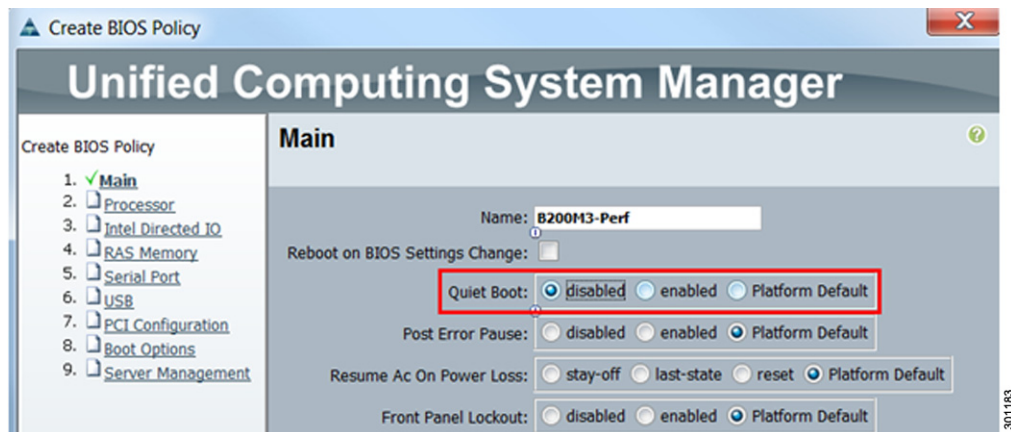 Create BIOS Policy
X
Unified Computing System Manager
Create BIOS Policy
1. Main
2. Processor
3. Intel Directed IO
4. RAS Memory
5. Serial Port
6. USB
7. PCI Configuration
8. Boot Options
9. Server Management
Main
?
Name: B200M3-Perf
Reboot on BIOS Settings Change:
Quiet Boot: disabled enabled Platform Default
Post Error Pause: disabled enabled Platform Default
Resume Ac On Power Loss: stay-off last-state reset Platform Default
Front Panel Lockout: disabled enabled Platform Default
301183